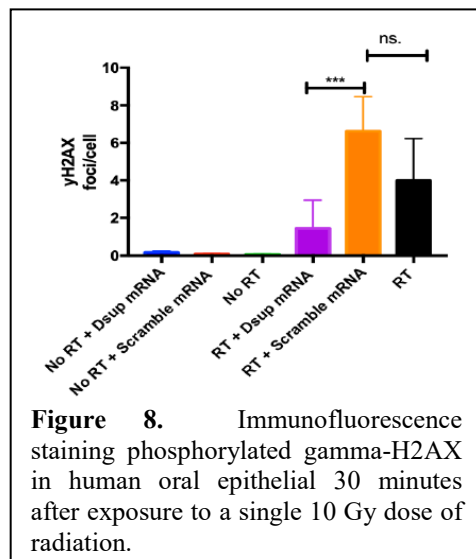 ns.
***
10
8
6
4
2
0
yH2AX
foci/cell
No RT + Dsup mRNA
No RT + Scramble mRNA
No RT
RT + Dsup mRNA
RT + Scramble mRNA
RT
Figure 8. Immunofluorescence
staining phosphorylated gamma-H2AX
in human oral epithelial 30 minutes
after exposure to a single 10 Gy dose of
radiation.